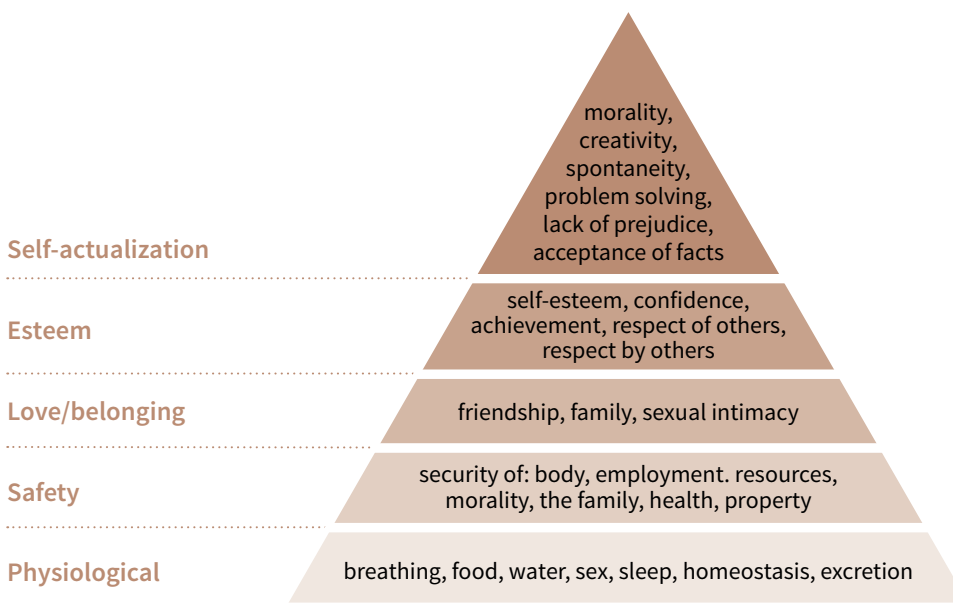 morality,
creativity,
spontaneity,
problem solving,
lack of prejudice,
acceptance of facts
Self-actualization
self-esteem, confidence,
achievement, respect of others,
respect by others
Esteem
friendship, family, sexual intimacy
Love/belonging
security of: body, employment. resources,
morality, the family, health, property
Safety
breathing, food, water, sex, sleep, homeostasis, excretion
Physiological